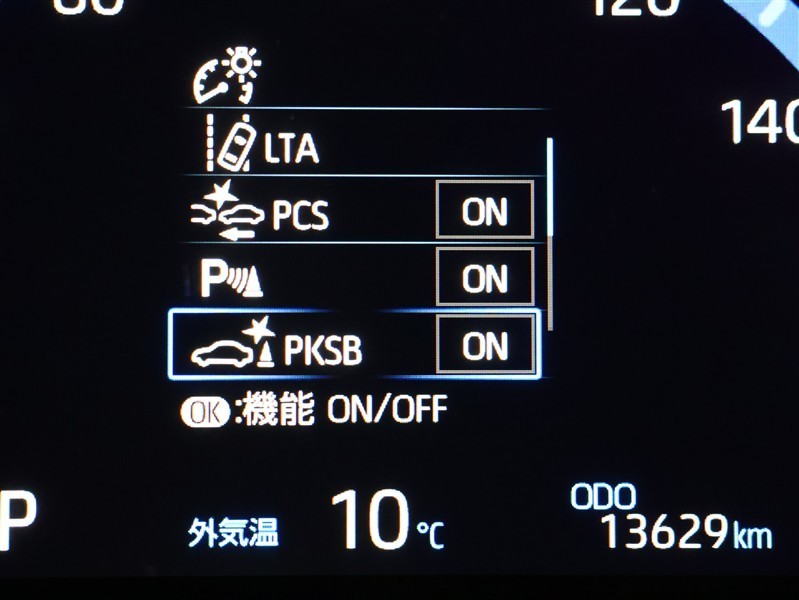 120
140
LTA
PCS ON
P ON
PKSB ON
OK:機能 ON/OFF
P 外気温 10℃
ODO
13629km